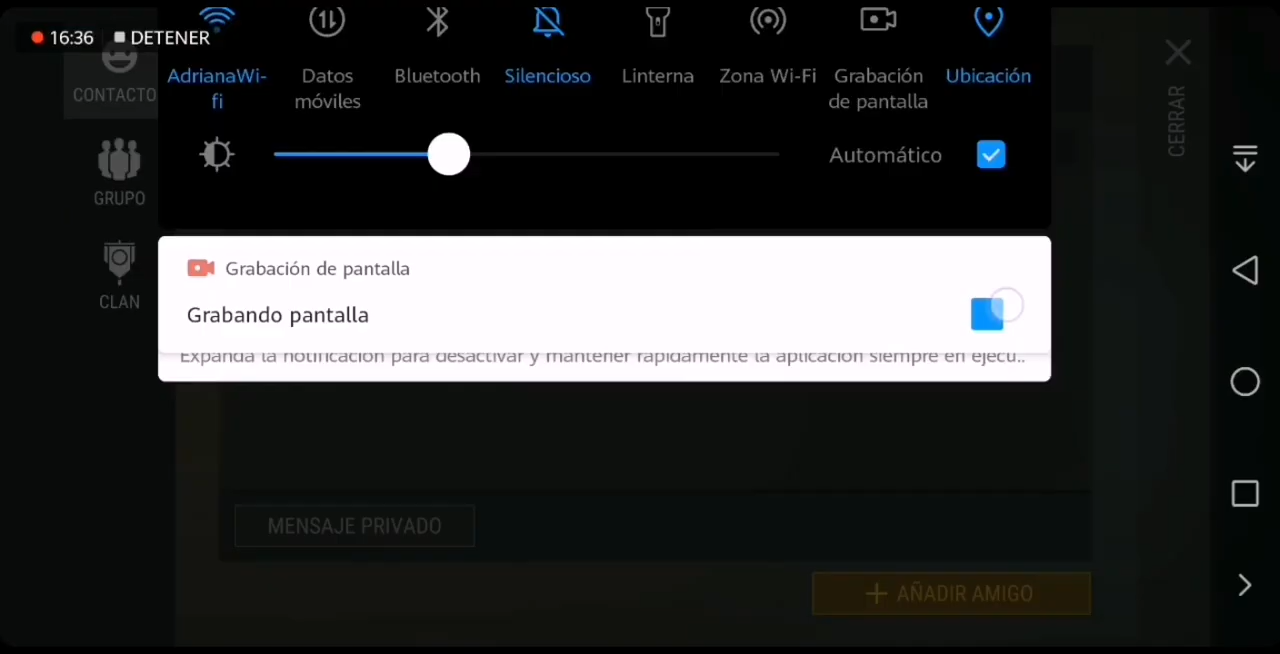 16:36 DETENER
AdrianaWi-
fi
Datos
móviles
Bluetooth
Silencioso
Linterna
Zona Wi-Fi
Grabación
de pantalla
Ubicación
Automático
CONTACTO
GRUPO
CLAN
CERRAR
Grabación de pantalla
Grabando pantalla
Expanda la notificación para desactivar y mantener rápidamente la aplicación siempre en ejecu..
MENSAJE PRIVADO
AÑADIR AMIGO